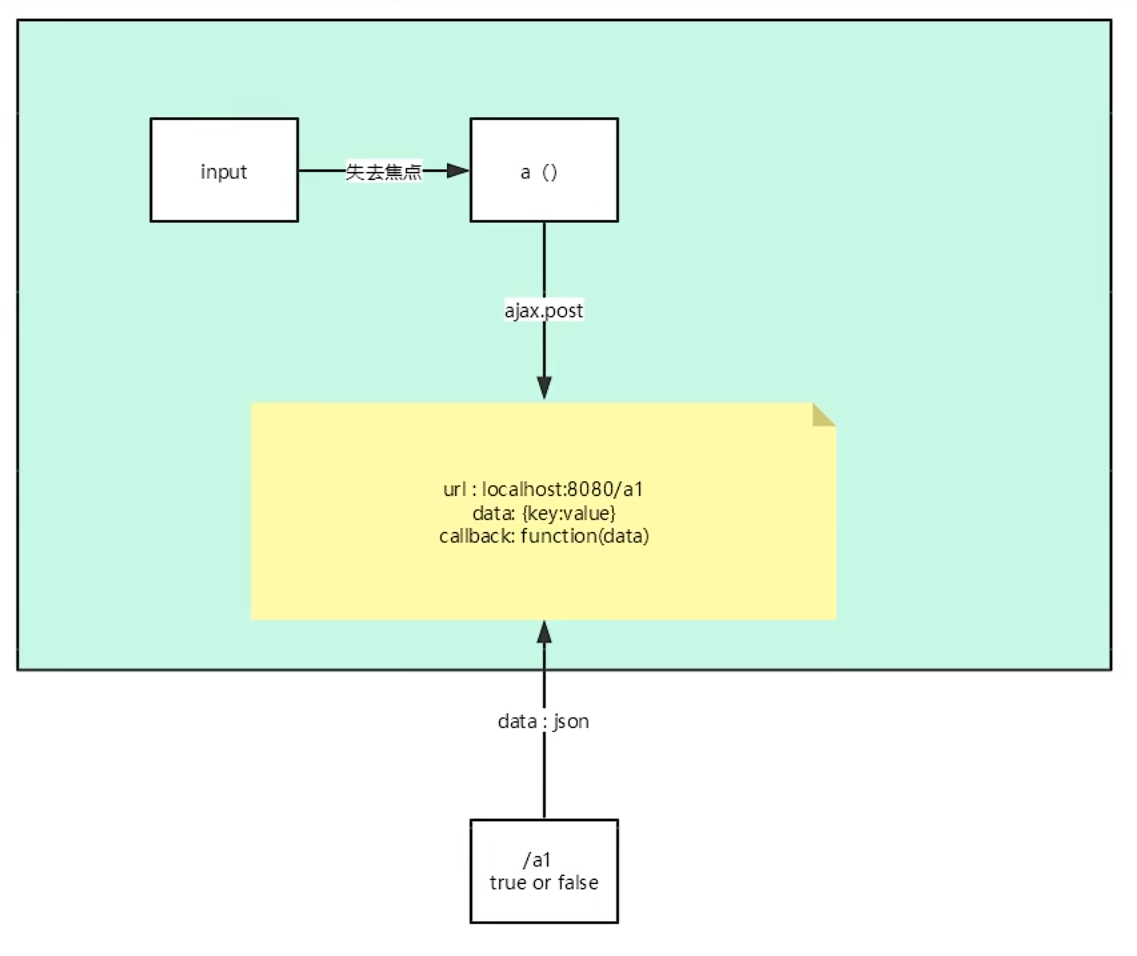 input
失去焦点
a（）
ajax.post
url : localhost:8080/a1
data: {key:value}
callback: function(data)
data : json
/a1
true or false